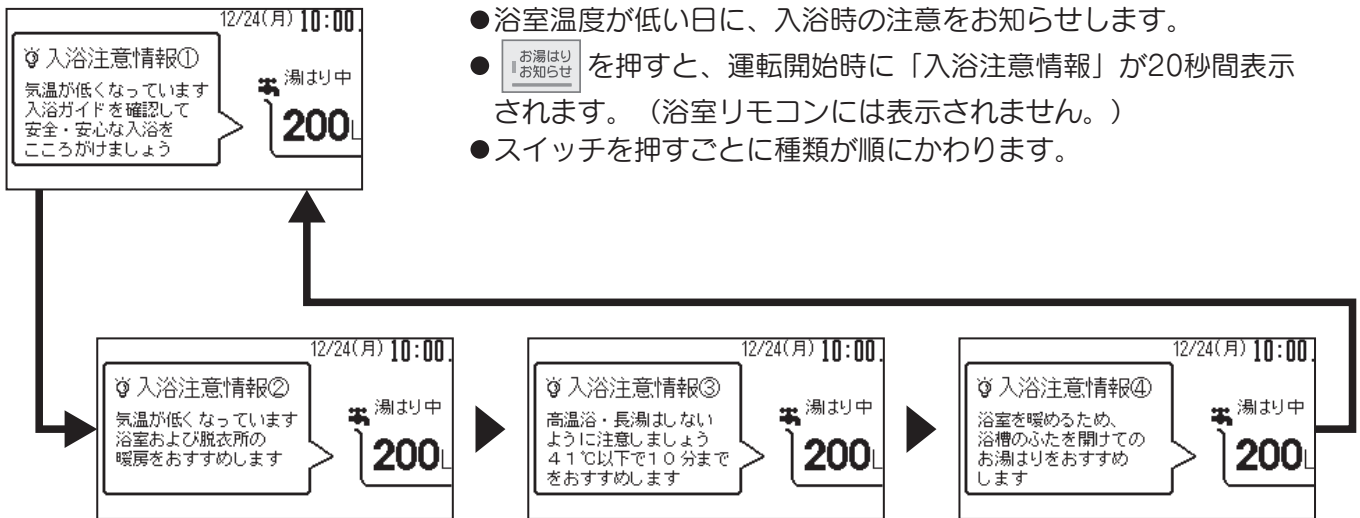 12/24(月) 10:00
入浴注意情報①
気温が低くなっています
入浴ガイドを確認して
安全・安心な入浴を
こころがけましょう
湯はり中
200L
●浴室温度が低い日に、入浴時の注意をお知らせします。
● お湯はり お知らせ を押すと、運転開始時に「入浴注意情報」が20秒間表示
されます。（浴室リモコンには表示されません。）
●スイッチを押すごとに種類が順にかわります。
12/24(月) 10:00
入浴注意情報②
気温が低くなっています
浴室および脱衣所の
暖房をおすすめします
湯はり中
200L
12/24(月) 10:00
入浴注意情報③
高温浴・長湯はしない
ように注意しましょう
41℃以下で10分まで
をおすすめします
湯はり中
200L
12/24(月) 10:00
入浴注意情報④
浴室を暖めるため、
浴槽のふたを開けての
お湯はりをおすすめ
します
湯はり中
200L